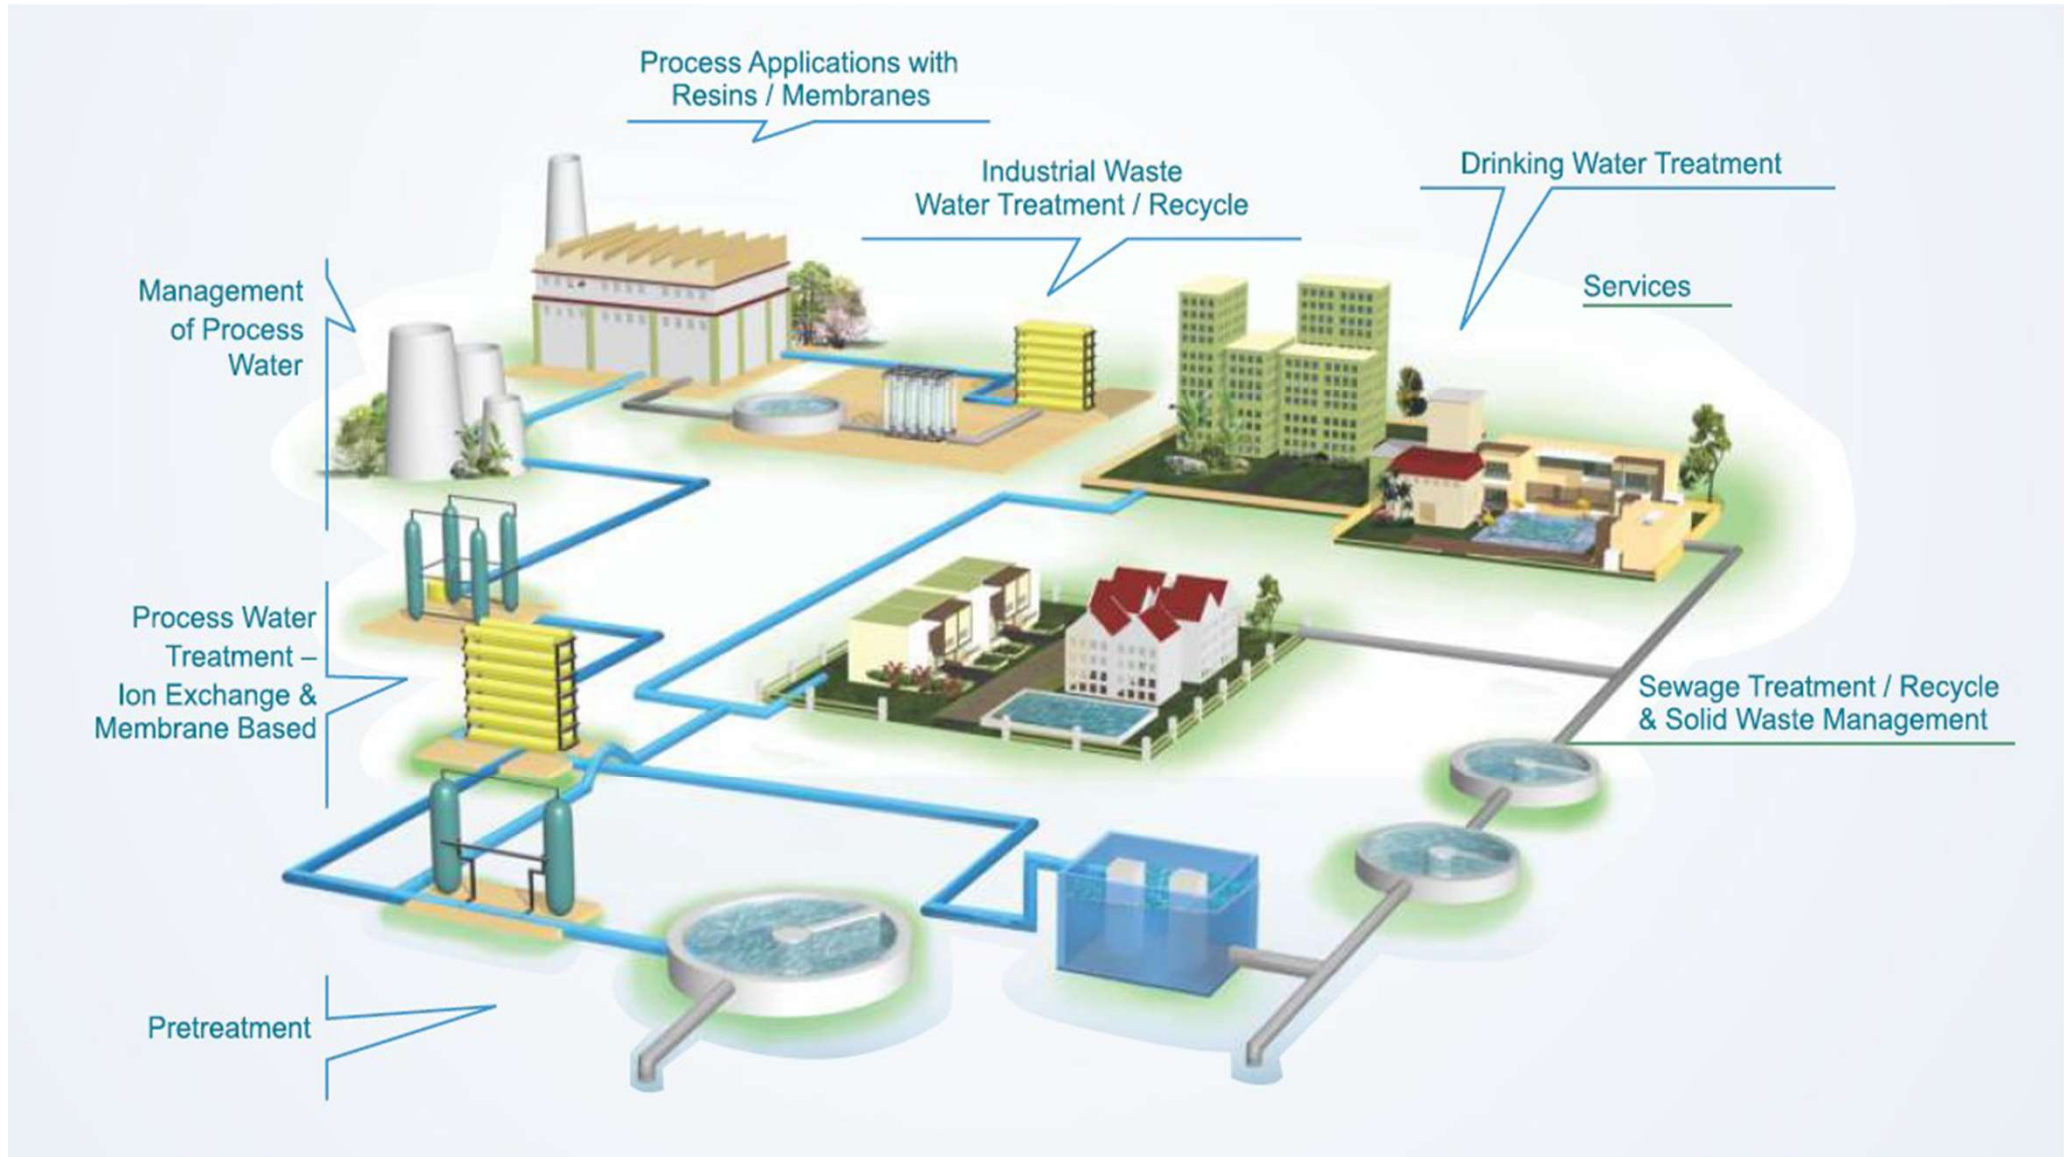 Process Applications with
Resins / Membranes
Industrial Waste
Water Treatment / Recycle
Drinking Water Treatment
Services
Management
of Process
Water
Process Water
Treatment –
Ion Exchange &
Membrane Based
Sewage Treatment / Recycle
& Solid Waste Management
Pretreatment